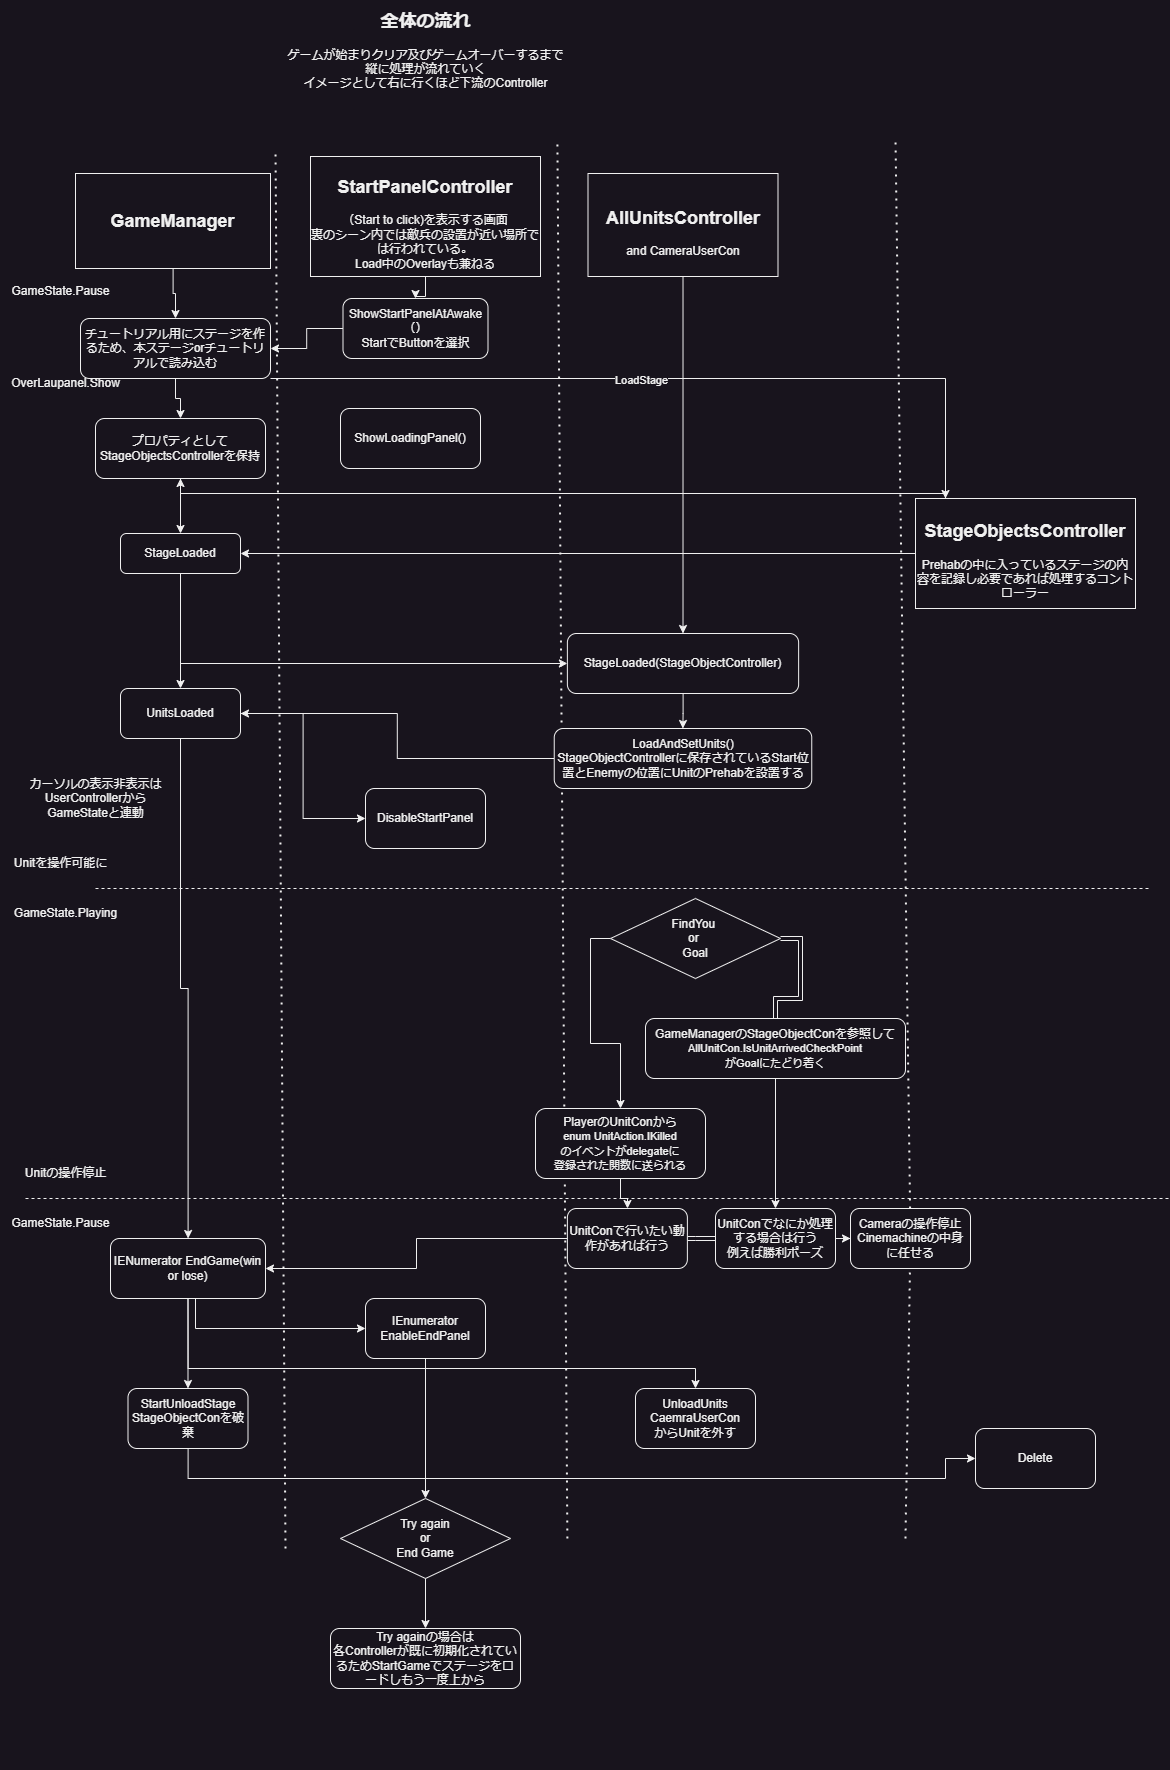 全体の流れ
ゲームが始まりクリア及びゲームオーバーするまで
縦に処理が流れていく
イメージとして右に行くほど下流のController
GameManager
StartPanelController
（Start to click)を表示する画面
裏のシーン内では敵兵の設置が近い場所で
は行われている。
Load中のOverlayも兼ねる
AllUnitsController
and CameraUserCon
GameState.Pause
ShowStartPanelAtAwake
()
StartでButtonを選択
チュートリアル用にステージを作
るため、本ステージorチュートリ
アルで読み込む
OverLaupanel.Show
LoadStage
プロパティとして
StageObjectsControllerを保持
ShowLoadingPanel()
StageObjectsController
Prehabの中に入っているステージの内
容を記録し必要であれば処理するコント
ローラー
StageLoaded
StageLoaded(StageObjectController)
UnitsLoaded
LoadAndSetUnits()
StageObjectControllerに保存されているStart位
置とEnemyの位置にUnitのPrehabを設置する
カーソルの表示非表示は
UserControllerから
GameStateと連動
DisableStartPanel
Unitを操作可能に
GameState.Playing
FindYou
or
Goal
GameManagerのStageObjectConを参照して
AllUnitCon.IsUnitArrivedCheckPoint
がGoalにたどり若く
PlayerのUnitConから
enum UnitAction.IKilled
のイベントがdelegateに
登録された関数に送られる
Unitの操作停止
GameState.Pause
UnitConで行いたい動
作があれば行う
UnitConでなにか処理
する場合は行う
例えば勝利ポーズ
Cameraの操作停止
Cinemachineの中身
に任せる
IENumerator EndGame(win
or lose)
IEnumerator
EnableEndPanel
StartUnloadStage
StageObjectConを破
棄
UnloadUnits
CaemraUserCon
からUnitを外す
Delete
Try again
or
End Game
Try againの場合は
各Controllerが既に初期化されてい
るためStartGameでステージをロ
ードしもう一度上から